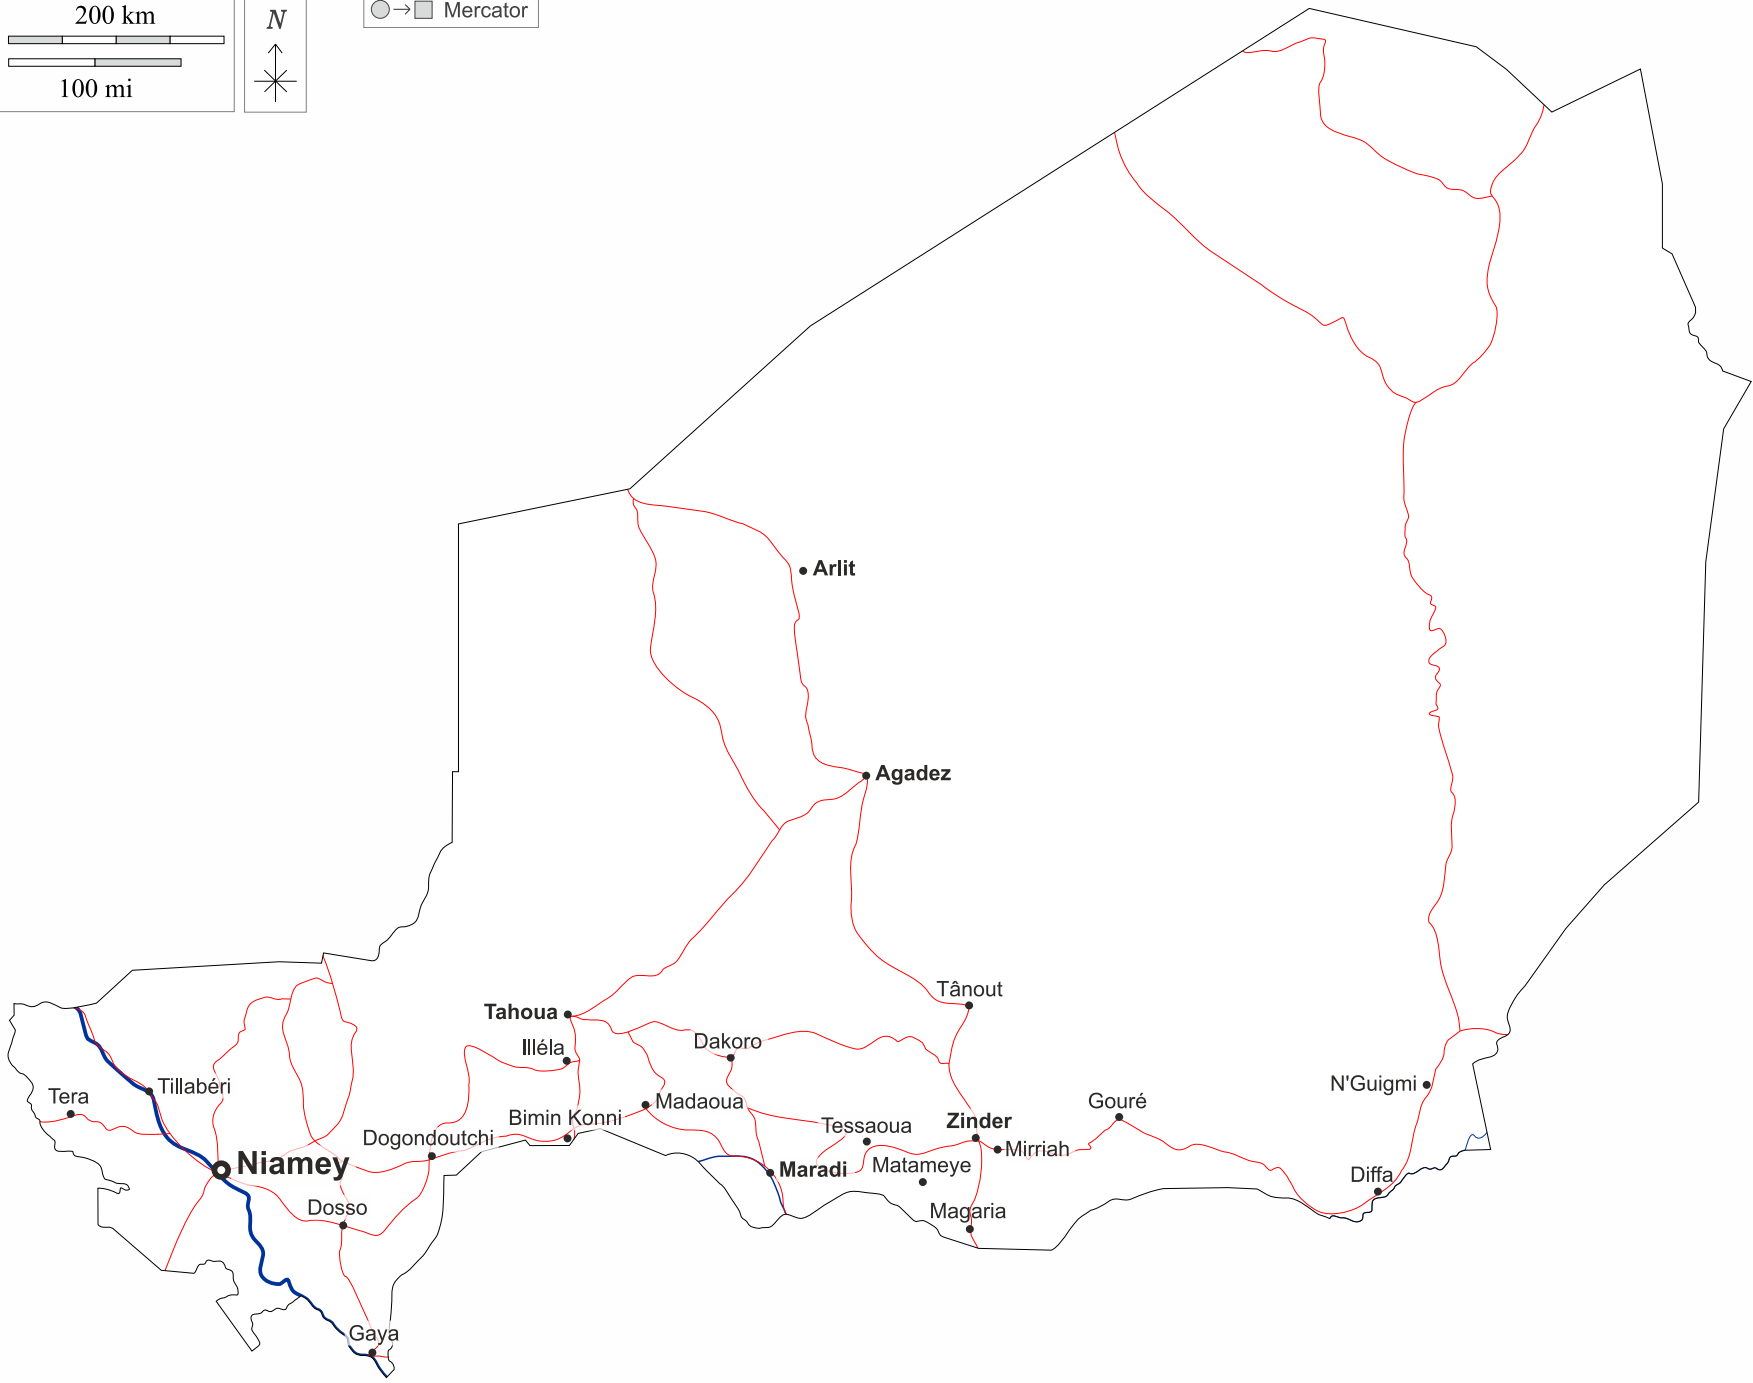 200 km
100 mi
N
Mercator
Arlit
Agadez
Tânout
Tahoua
Illéla
Dakoro
N'Guigmi
Tillabéri
Tera
Madaoua
Gouré
Bimin Konni
Tessaoua
Zinder
Dogondoutchi
Mirriah
Niamey
Maradi
Matameye
Diffa
Dosso
Magaria
Gaya